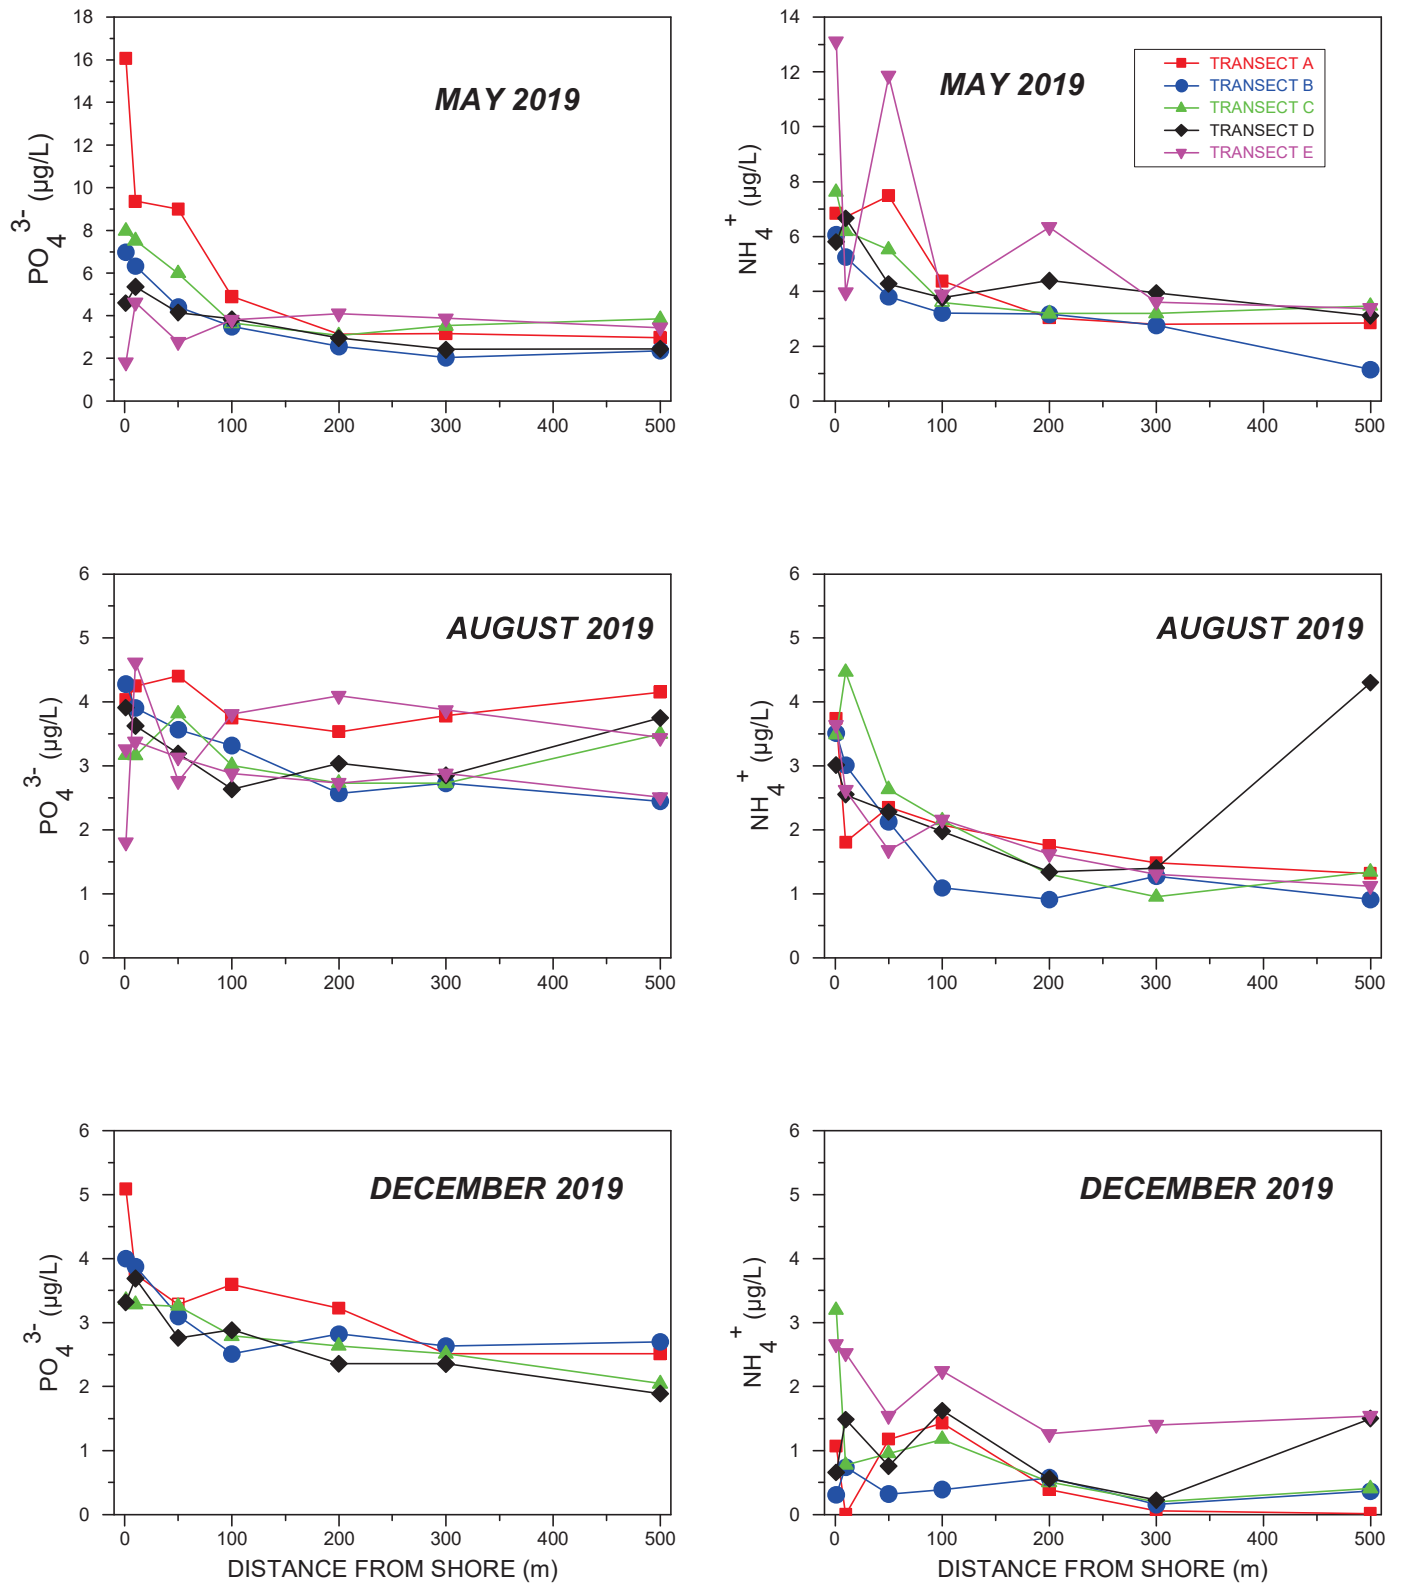 MAY 2019
PO4 3- (µg/L)
18
16
14
12
10
8
6
4
2
0
0 100 200 300 400 500
MAY 2019
NH4 + (µg/L)
14
12
10
8
6
4
2
0
0 100 200 300 400 500
TRANSECT A
TRANSECT B
TRANSECT C
TRANSECT D
TRANSECT E
AUGUST 2019
PO4 3- (µg/L)
6
5
4
3
2
1
0
0 100 200 300 400 500
AUGUST 2019
NH4 + (µg/L)
6
5
4
3
2
1
0
0 100 200 300 400 500
DECEMBER 2019
PO4 3- (µg/L)
6
5
4
3
2
1
0
0 100 200 300 400 500
DISTANCE FROM SHORE (m)
DECEMBER 2019
NH4 + (µg/L)
6
5
4
3
2
1
0
0 100 200 300 400 500
DISTANCE FROM SHORE (m)